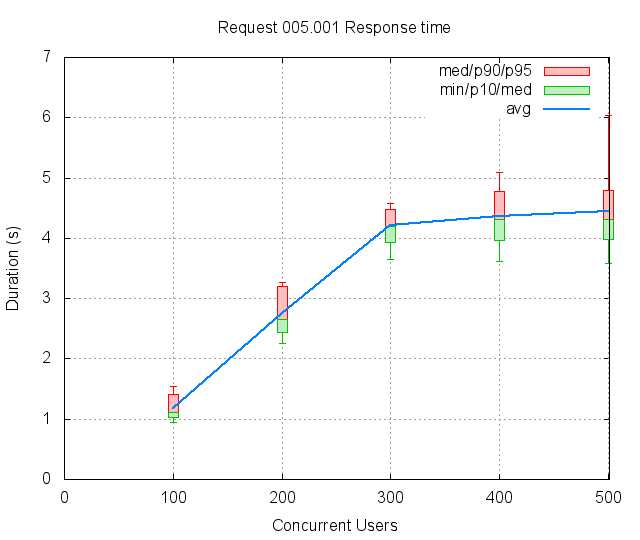 Request 005.001 Response time
7
6
5
4
3
2
1
0
Duration (s)
med/p90/p95
min/p10/med
avg
0 100 200 300 400 500
Concurrent Users